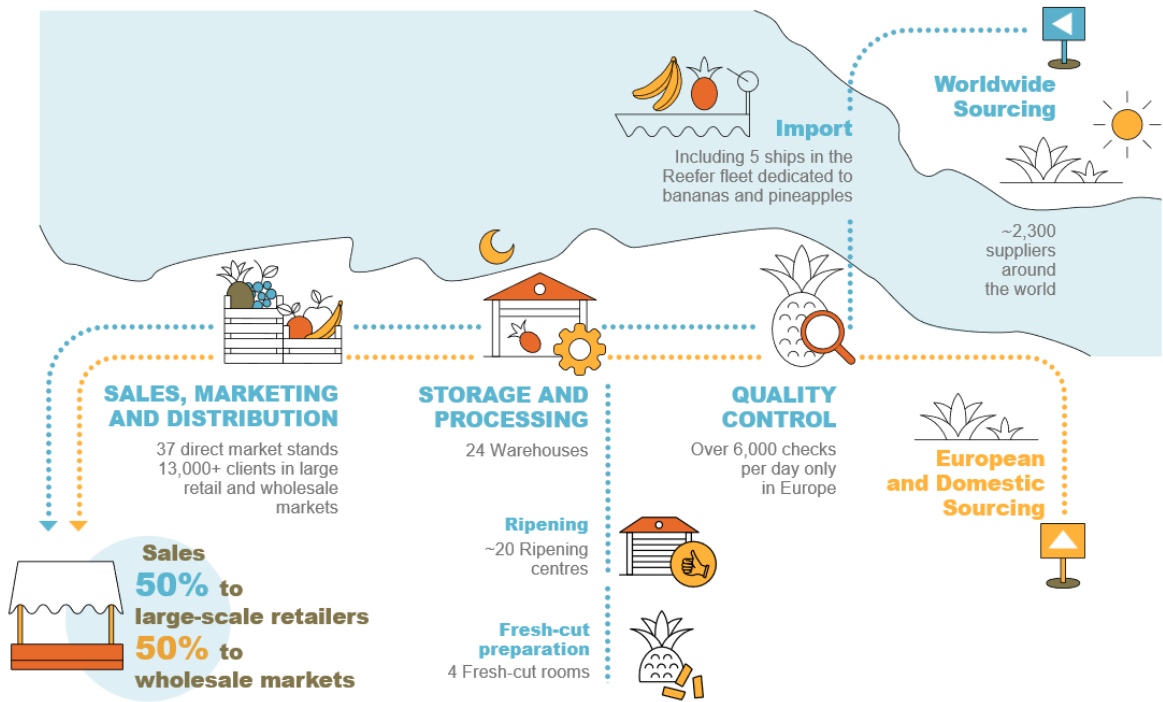 Worldwide
Sourcing
~2,300
suppliers
around
the world
Import
Including 5 ships in the
Reefer fleet dedicated to
bananas and pineapples
SALES, MARKETING
AND DISTRIBUTION
37 direct market stands
13,000+ clients in large
retail and wholesale
markets
STORAGE AND
PROCESSING
24 Warehouses
QUALITY
CONTROL
Over 6,000 checks
per day only
in Europe
European
and Domestic
Sourcing
Ripening
~20 Ripening
centres
Fresh-cut
preparation
4 Fresh-cut rooms
Sales
50% to
large-scale retailers
50% to
wholesale markets